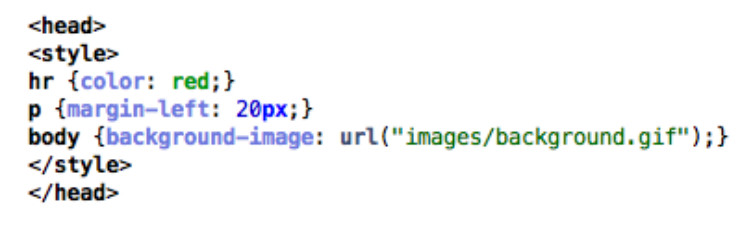 <head>
<style>
hr {color: red;}
p {margin-left: 20px;}
body {background-image: url("images/background.gif");}
</style>
</head>